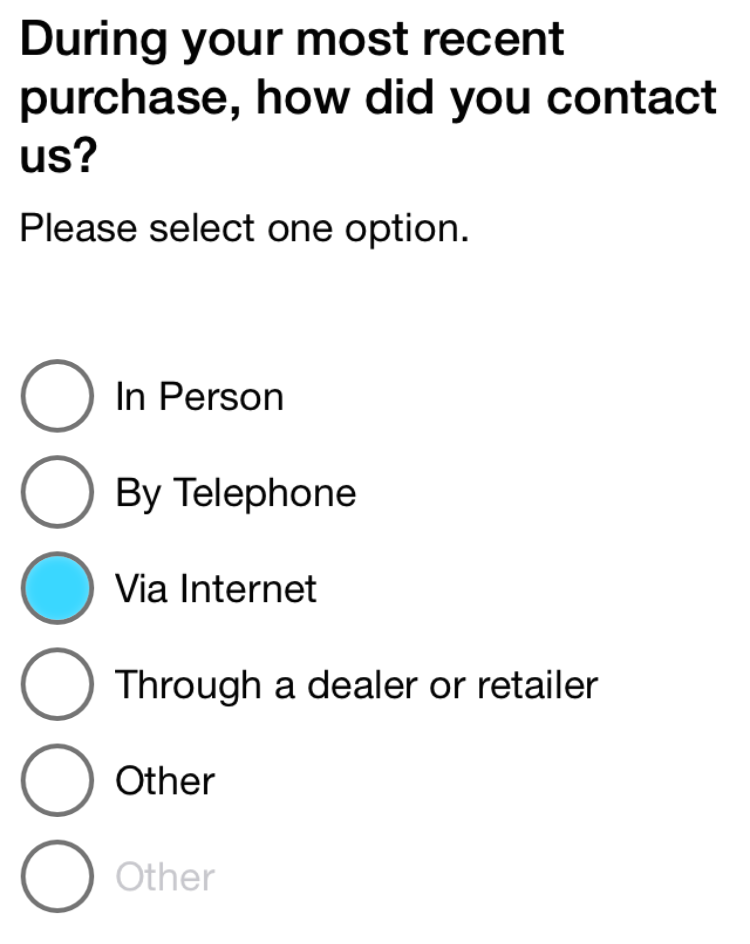 During your most recent
purchase, how did you contact
us?
Please select one option.
In Person
By Telephone
Via Internet
Through a dealer or retailer
Other
Other